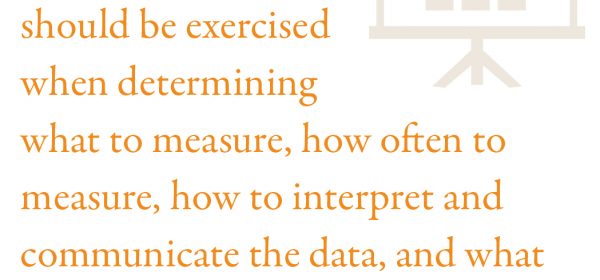 should be exercised
when determining
what to measure, how often to
measure, how to interpret and
communicate the data, and what